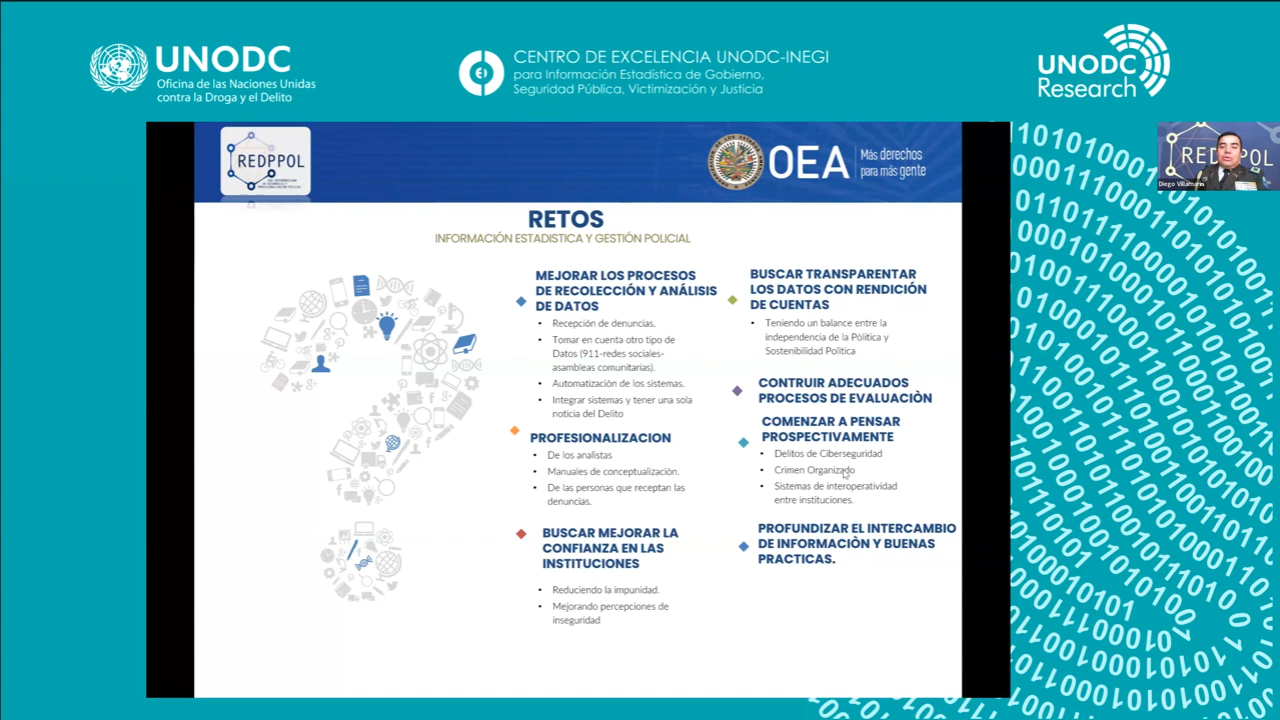 UNODC
Oficina de las Naciones Unidas
contra la Droga y el Delito
CENTRO DE EXCELENCIA UNODC-INEGI
para Información Estadística de Gobierno,
Seguridad Pública, Victimización y Justicia
UNODC
Research
REDPPOL
OEA
Más derechos
para más gente
REDPPOL
Diego Villamarin
RETOS
INFORMACIÓN ESTADISTICA Y GESTIÓN POLICIAL
MEJORAR LOS PROCESOS
DE RECOLECCIÓN Y ANÁLISIS
DE DATOS
• Recepción de denuncias.
• Tomar en cuenta otro tipo de
Datos (911-redes sociales-
asambleas comunitarias).
• Automatización de los sistemas.
• Integrar sistemas y tener una sola
noticia del Delito
PROFESIONALIZACION
• De los analistas
• Manuales de conceptualización.
• De las personas que receptan las
denuncias.
BUSCAR MEJORAR LA
CONFIANZA EN LAS
INSTITUCIONES
• Reduciendo la impunidad.
• Mejorando percepciones de
inseguridad
BUSCAR TRANSPARENTAR
LOS DATOS CON RENDICIÓN
DE CUENTAS
• Teniendo un balance entre la
independencia de la Pòlitica y
Sostenibilidad Politica
CONTRUIR ADECUADOS
PROCESOS DE EVALUACIÒN
COMENZAR A PENSAR
PROSPECTIVAMENTE
• Delitos de Ciberseguridad
• Crimen Organizado
• Sistemas de interoperatividad
entre instituciones.
PROFUNDIZAR EL INTERCAMBIO
DE INFORMACIÒN Y BUENAS
PRACTICAS.